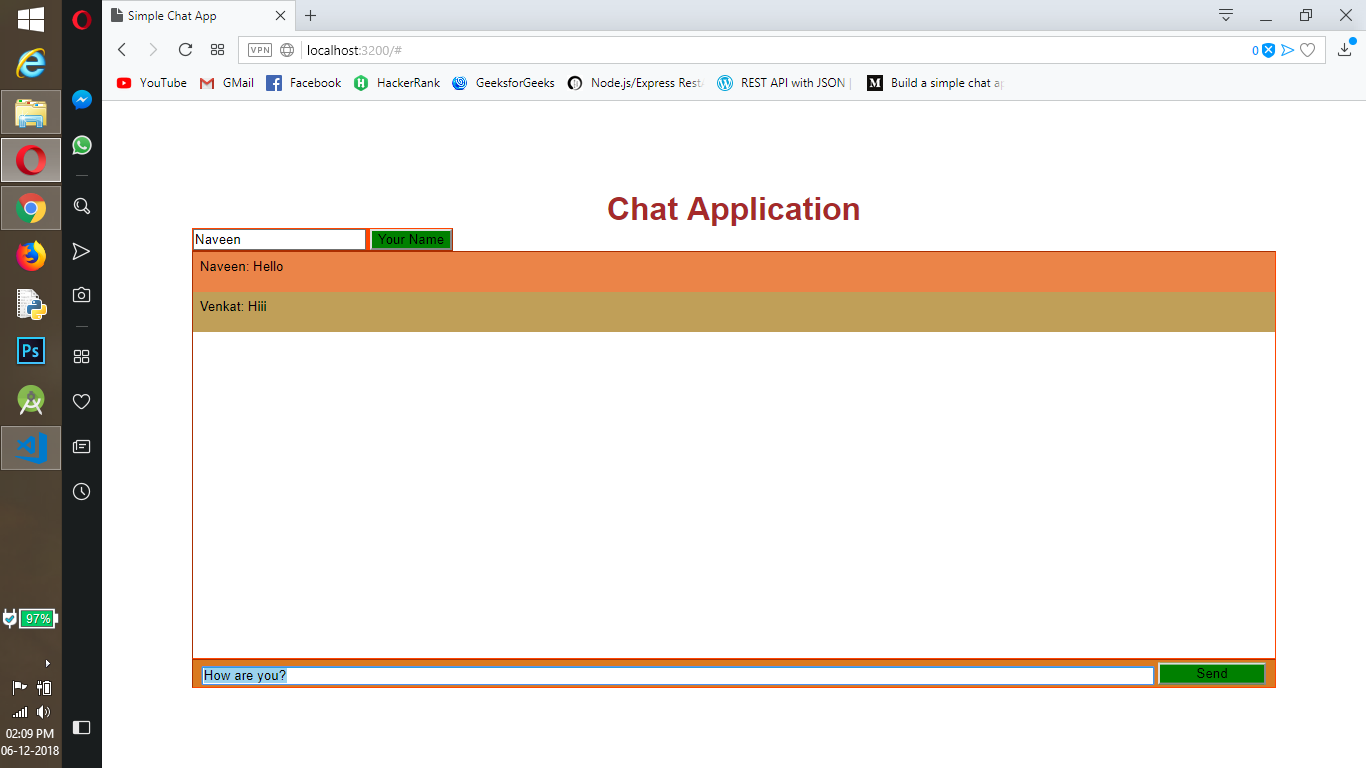 Simple Chat App
VPN localhost:3200/# 0
YouTube GMail Facebook HackerRank GeeksforGeeks Node.js/Express Rest REST API with JSON | Build a simple chat ap
Chat Application
Naveen Your Name
Naveen: Hello
Venkat: Hiii
How are you? Send
Ps
97%
02:09 PM
06-12-2018